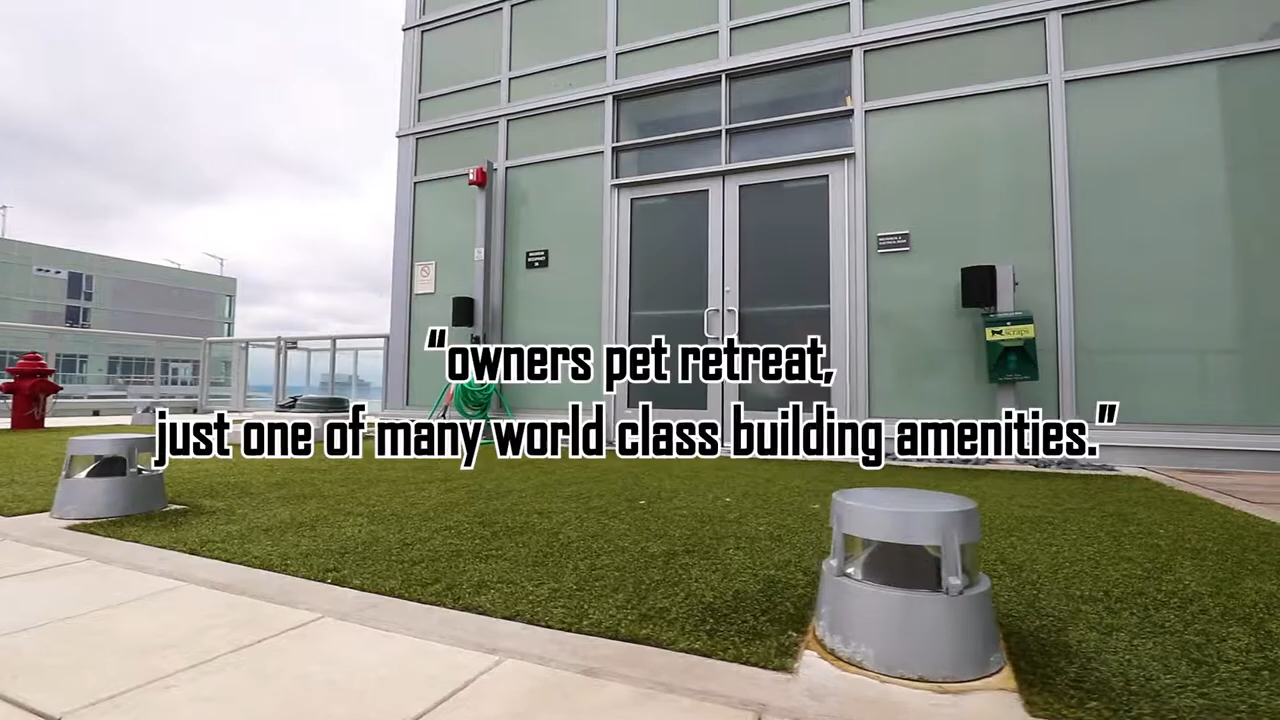 “owners pet retreat,
just one of many world class building amenities.”
scraps